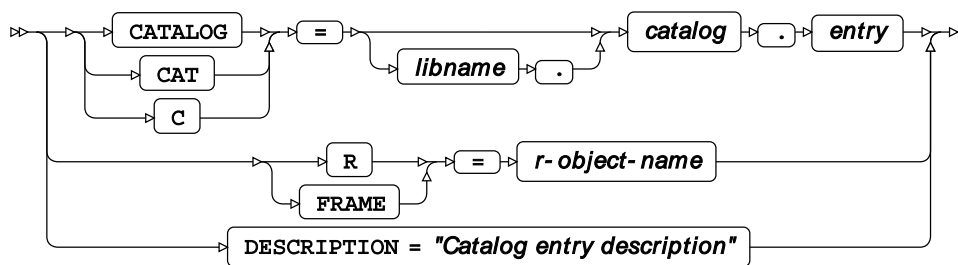 CATALOG = catalog . entry
libname .
CAT
C
R = r-object-name
FRAME
DESCRIPTION = "Catalog entry description"